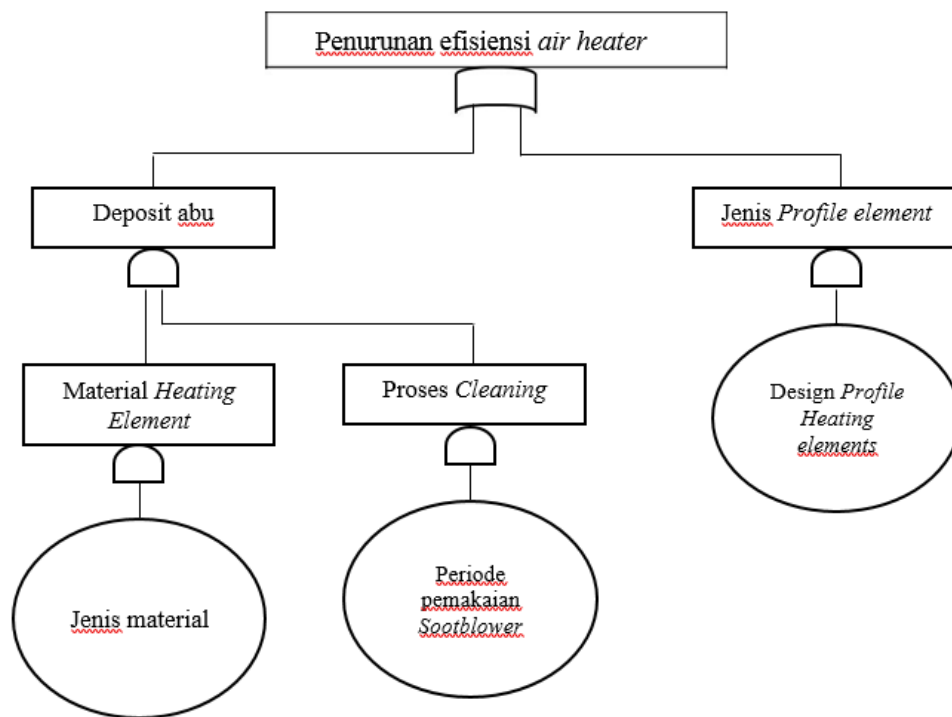 Penurunan efisiensi air heater
Deposit abu
Jenis Profile element
Material Heating
Element
Proses Cleaning
Design Profile
Heating
elements
Jenis material
Periode
pemakaian
Sootblower